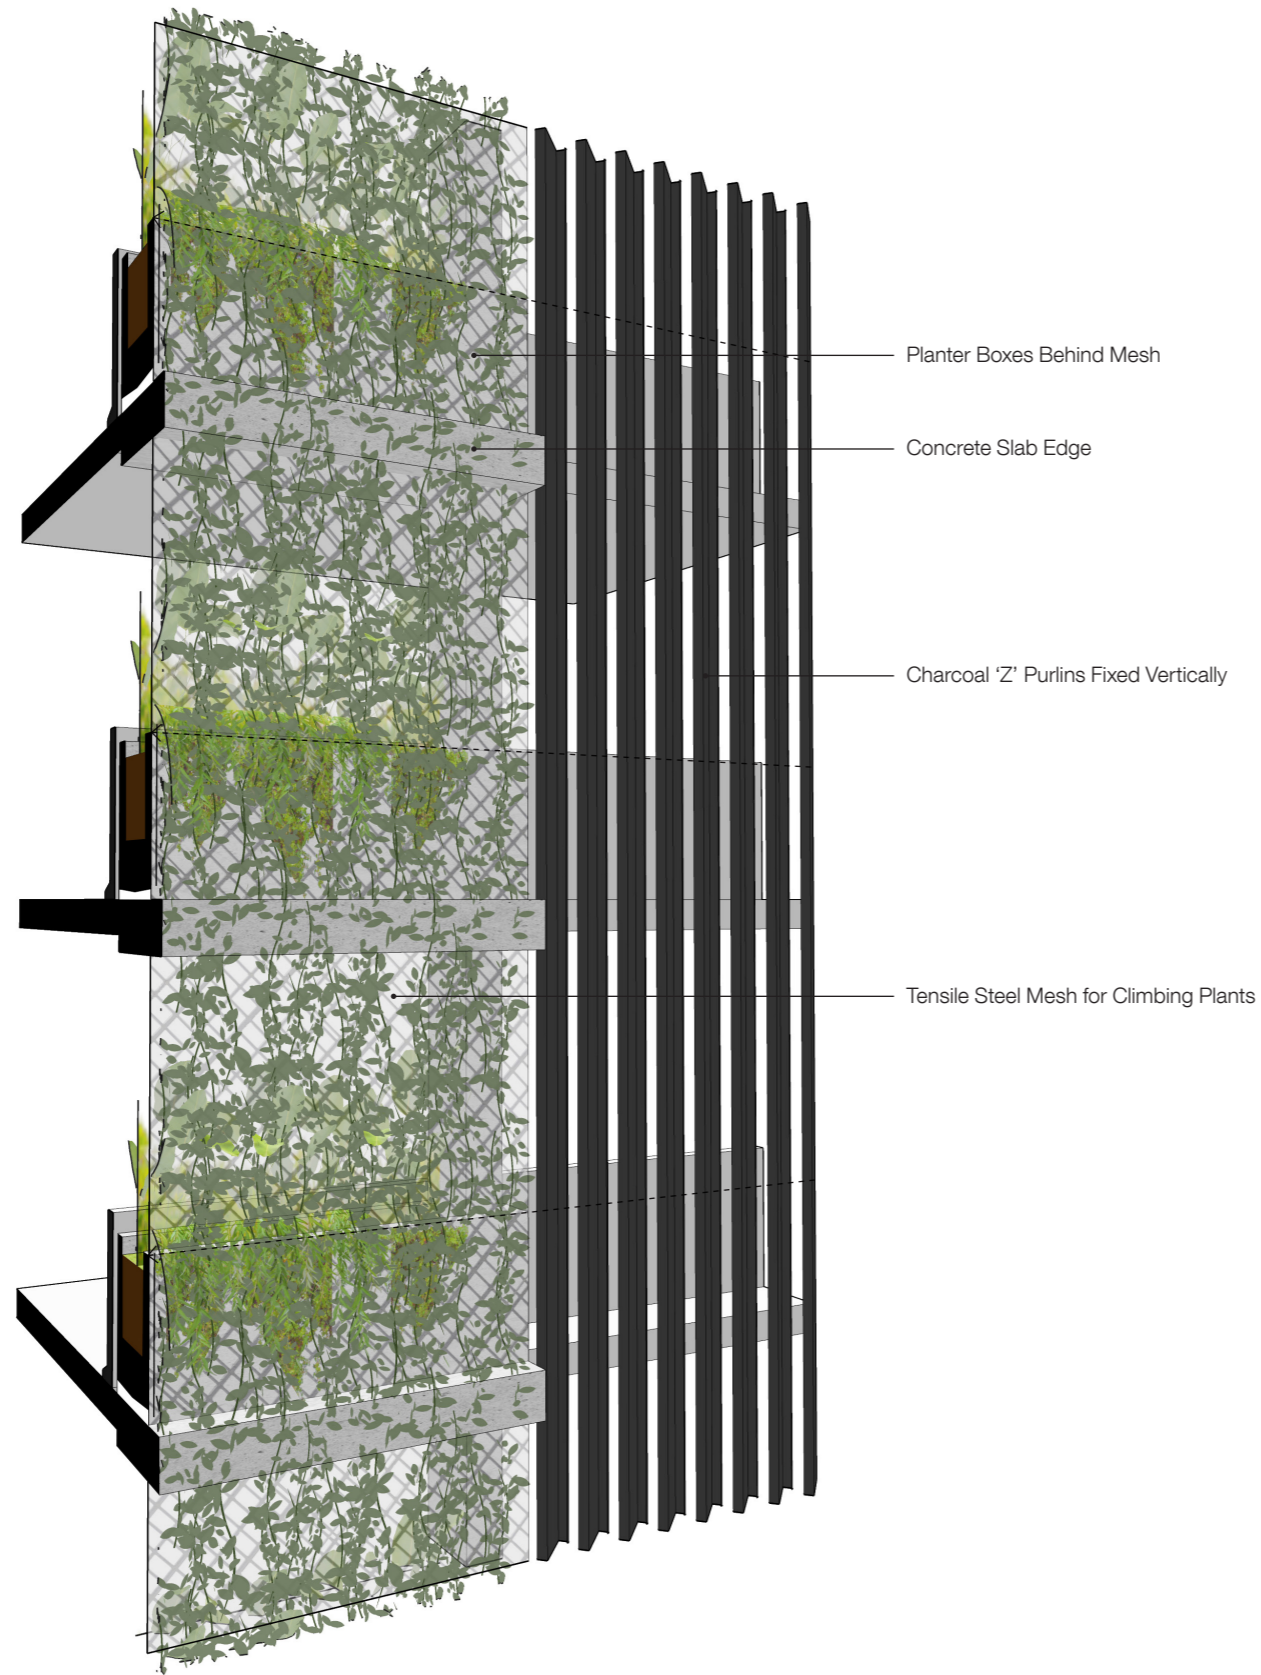 Planter Boxes Behind Mesh
Concrete Slab Edge
Charcoal ‘Z’ Purlins Fixed Vertically
Tensile Steel Mesh for Climbing Plants